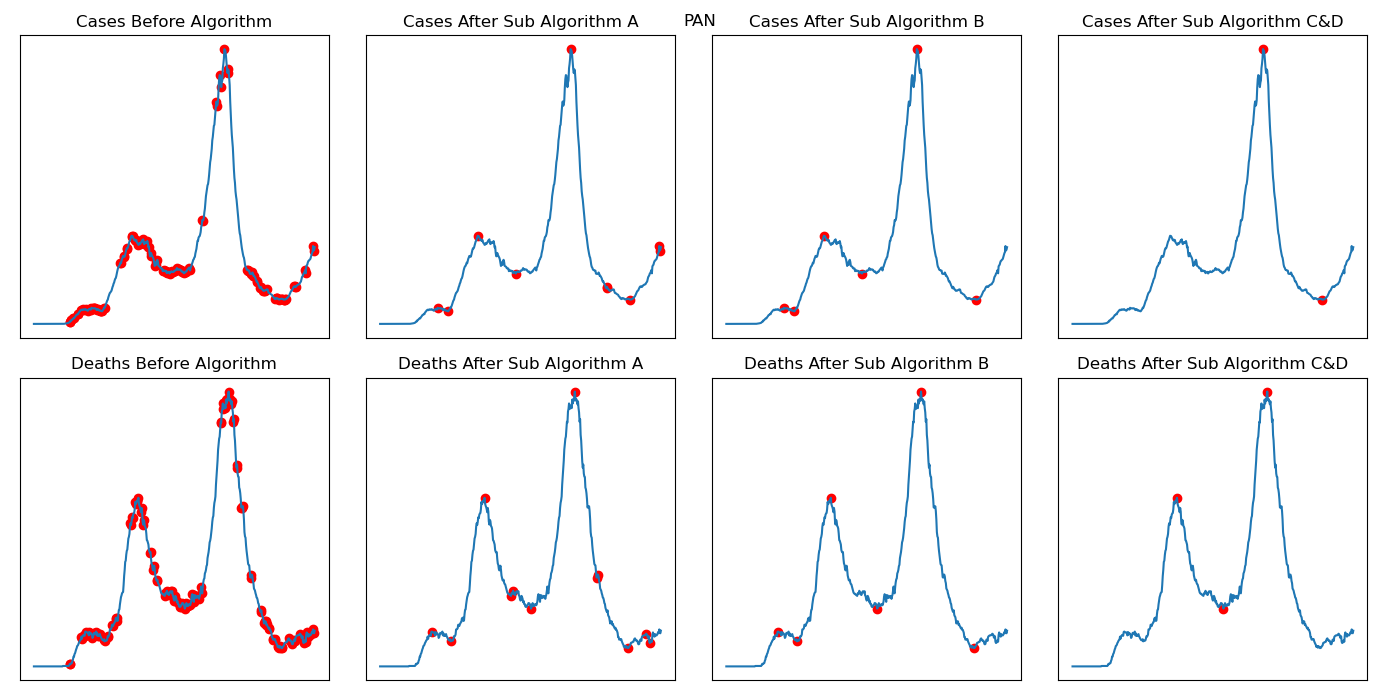 PAN
Cases Before Algorithm
Cases After Sub Algorithm A
Cases After Sub Algorithm B
Cases After Sub Algorithm C&D
Deaths Before Algorithm
Deaths After Sub Algorithm A
Deaths After Sub Algorithm B
Deaths After Sub Algorithm C&D